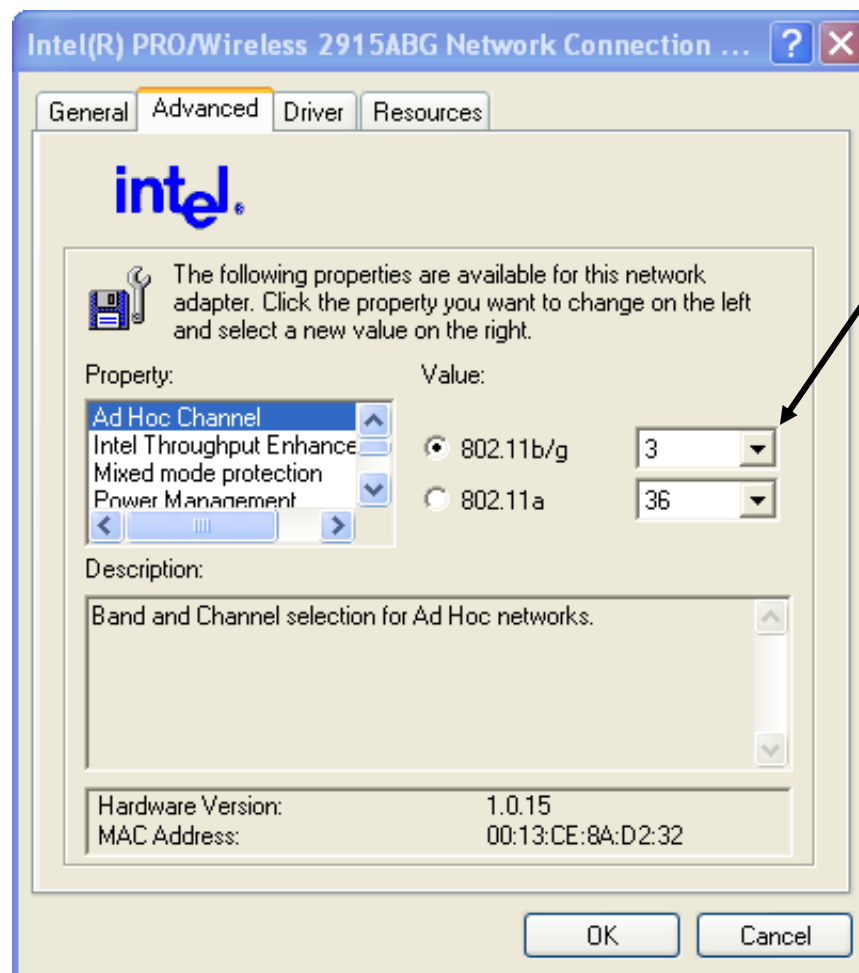 Intel(R) PRO/Wireless 2915ABG Network Connection ...
General Advanced Driver Resources
intel®
The following properties are available for this network
adapter. Click the property you want to change on the left
and select a new value on the right.
Property: Value:
Ad Hoc Channel
Intel Throughput Enhance
Mixed mode protection
Power Management
802.11b/g 3
802.11a 36
Description:
Band and Channel selection for Ad Hoc networks.
Hardware Version: 1.0.15
MAC Address: 00:13:CE:8A:D2:32
OK Cancel